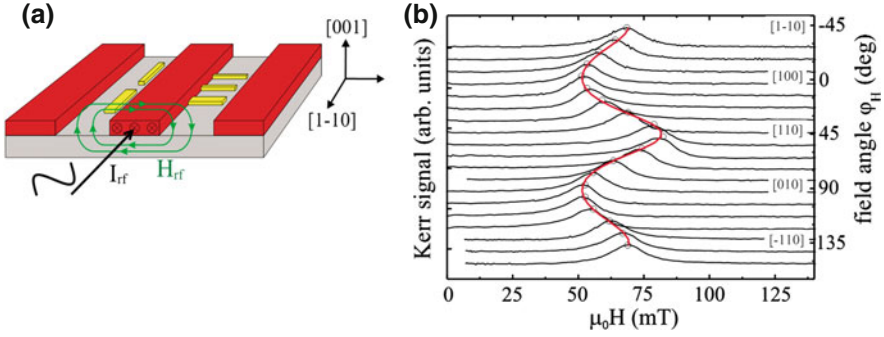 (a)
[001]
[1-10]
I_rf
H_rf
(b)
Kerr signal (arb. units)
[1-10]
[100]
[110]
[010]
[-110]
-45
0
45
90
135
field angle φ_H (deg)
0 25 50 75 100 125
μ₀H (mT)